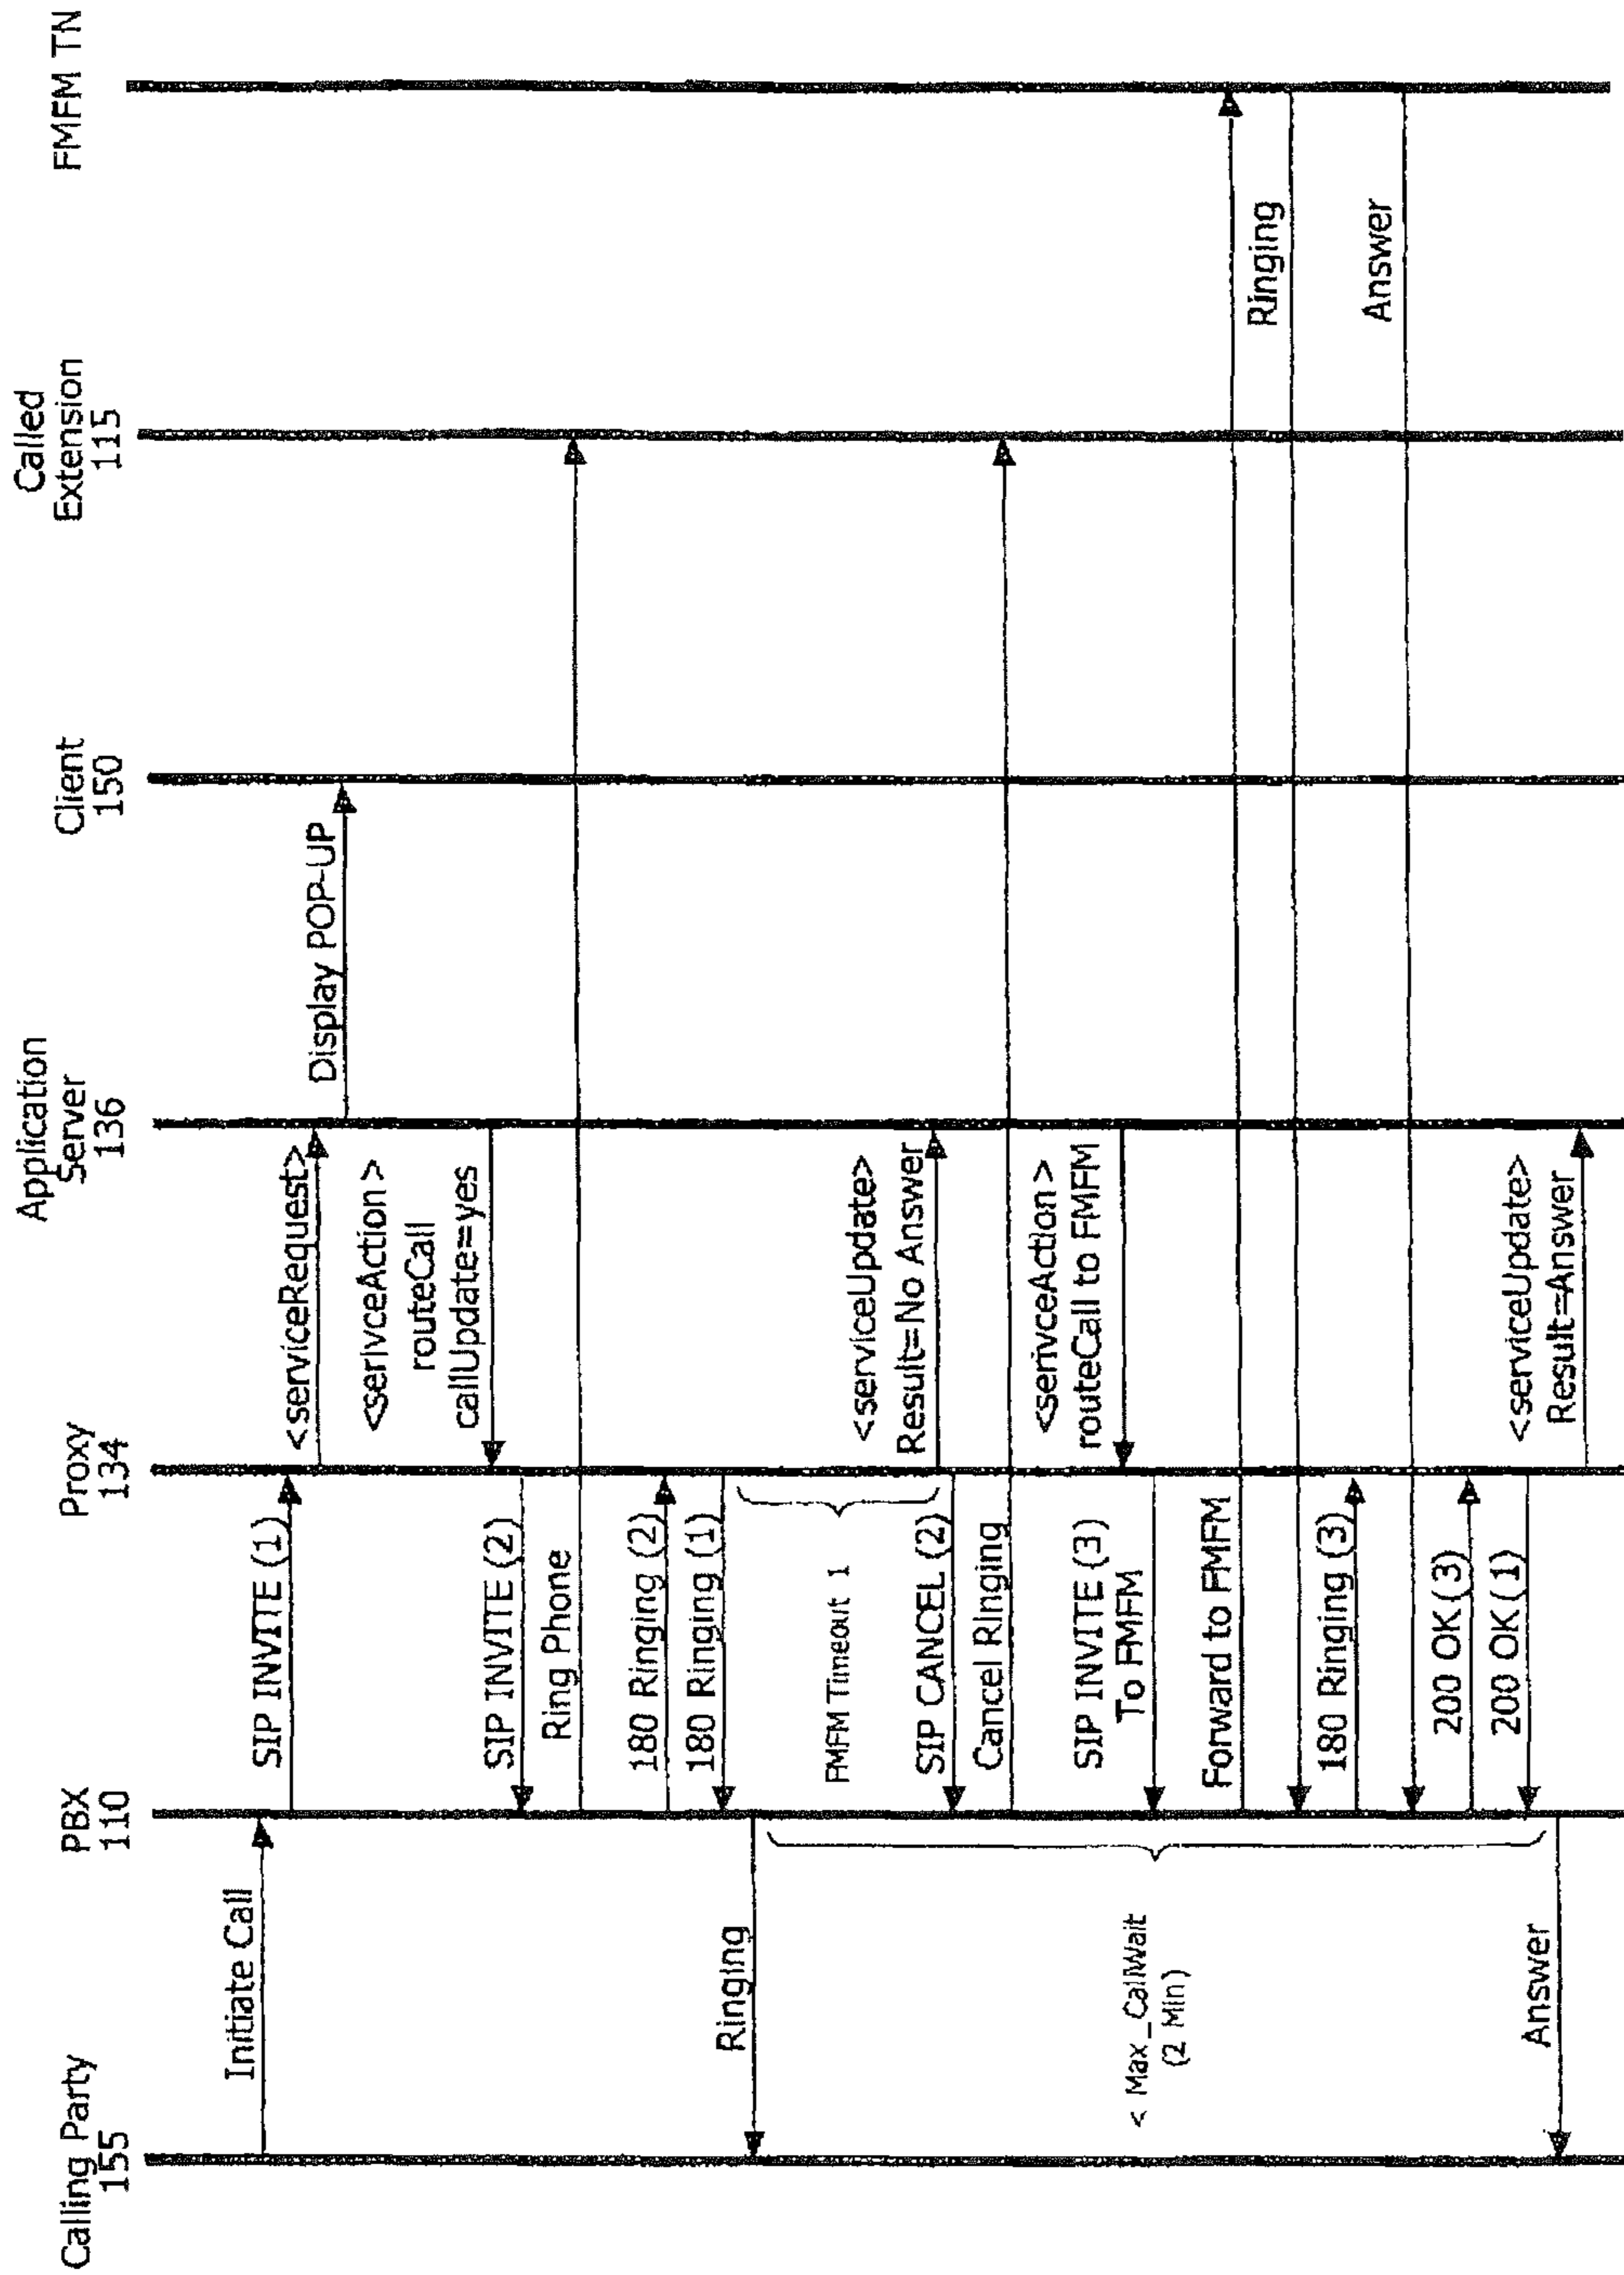 Calling Party
155
PBX
110
Proxy
134
Application
Server
136
Client
150
Called
Extension
115
FMFM TN
Initiate Call
SIP INVITE (1)
<serviceRequest>
Display POP-UP
<serivceAction>
routeCall
callUpdate=yes
SIP INVITE (2)
Ring Phone
180 Ringing (2)
180 Ringing (1)
Ringing
FMFM Timeout 1
<serviceUpdate>
Result=No Answer
SIP CANCEL (2)
Cancel RInging
<serivceAction>
routeCall to FMFM
SIP INVITE (3)
To FMFM
< Max_CallWait
(2 Min)
Forward to FMFM
Ringing
180 Ringing (3)
Answer
200 OK (3)
200 OK (1)
Answer
<serviceUpdate>
Result=Answer